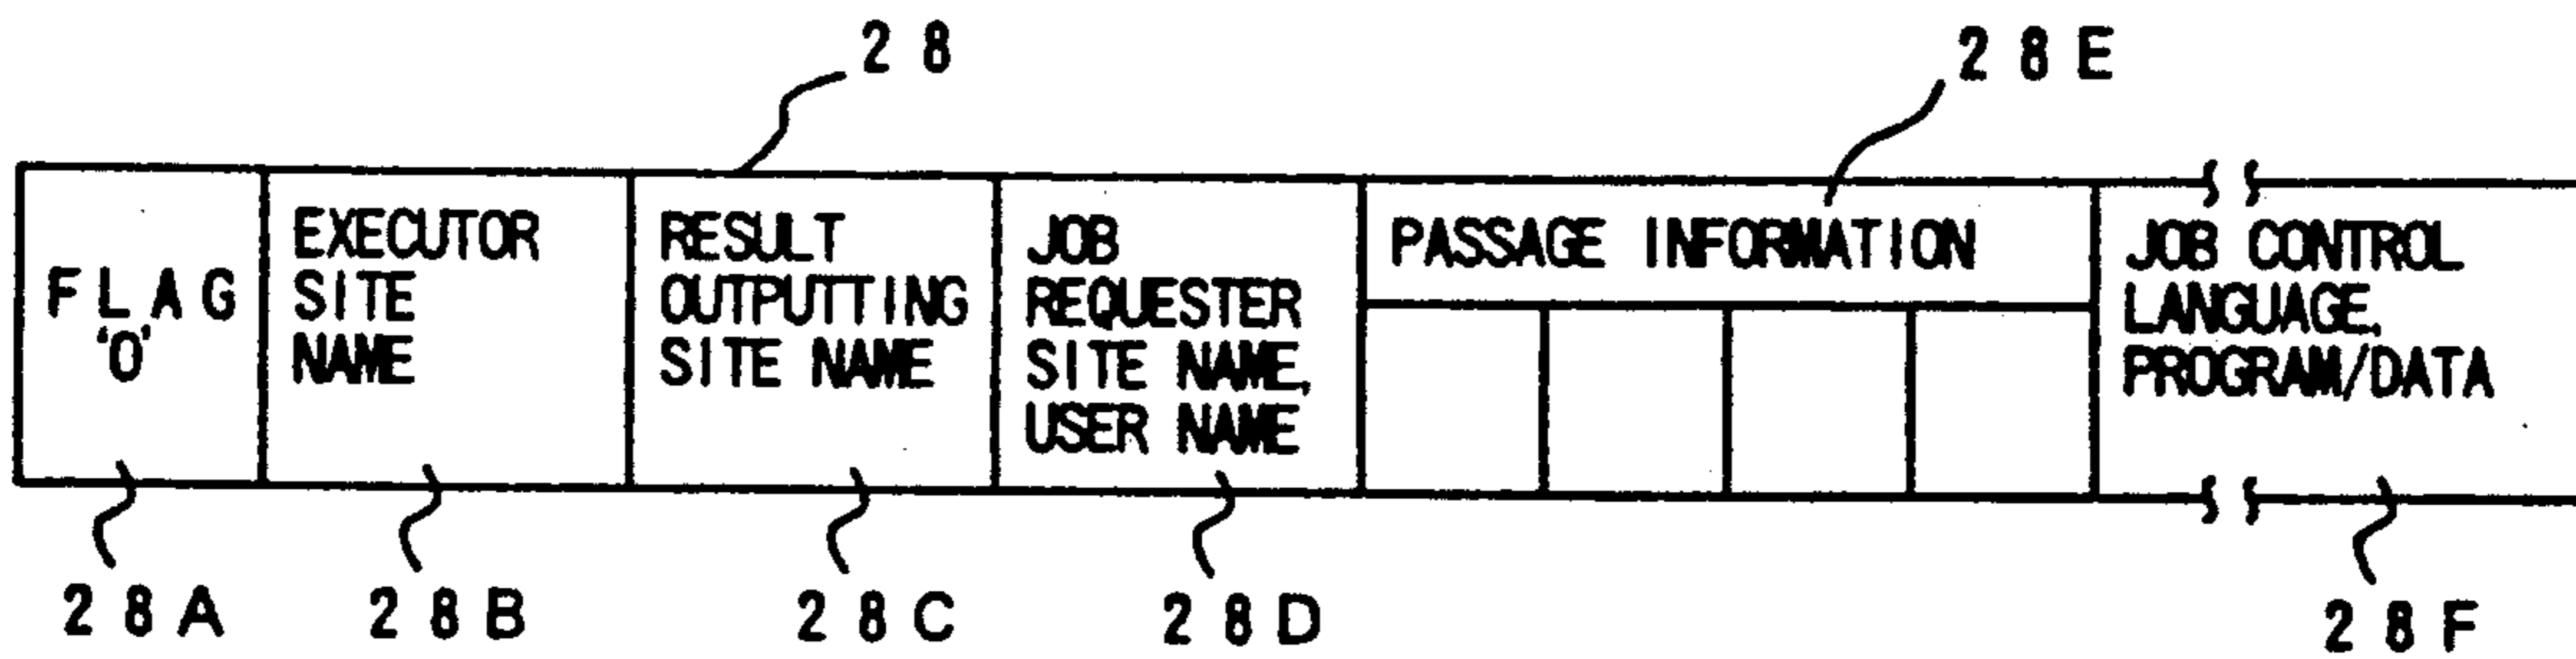 28
28E
FLAG
'0'
EXECUTOR
SITE
NAME
RESULT
OUTPUTTING
SITE NAME
JOB
REQUESTER
SITE NAME,
USER NAME
PASSAGE INFORMATION
JOB CONTROL
LANGUAGE,
PROGRAM/DATA
28A
28B
28C
28D
28F